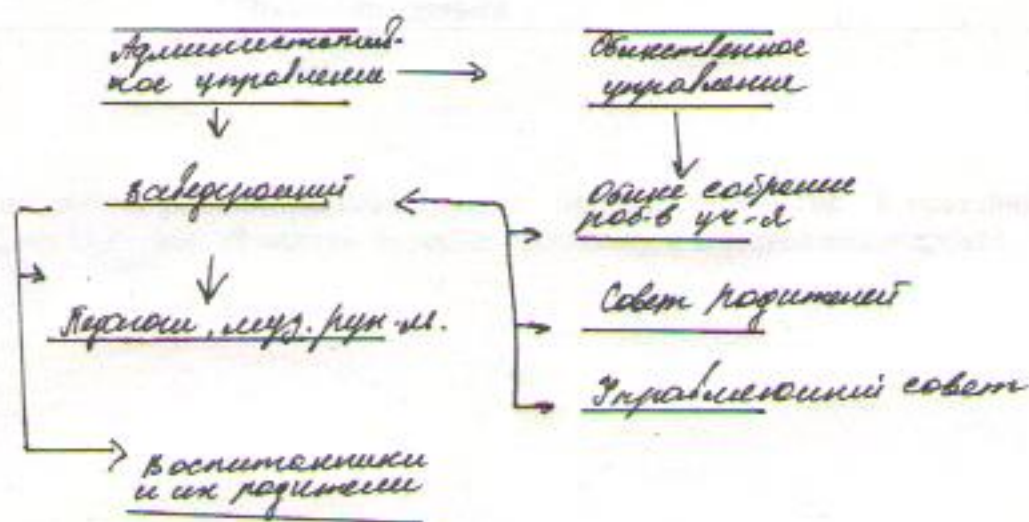 Административ-
ное управление
Общественное
управление
Заведующий
Общее собрание
раб-в уч-я
Педагоги, муз. рук-ль.
Совет родителей
Управляющий совет
Воспитанники
и их родители